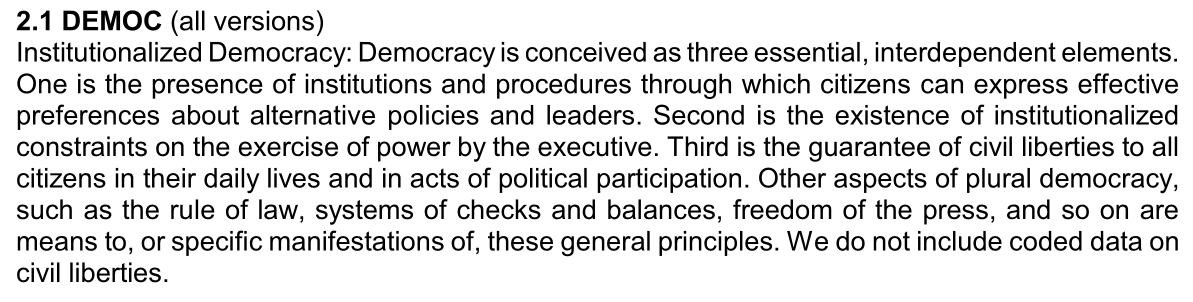 2.1 DEMOC (all versions)
Institutionalized Democracy: Democracy is conceived as three essential, interdependent elements.
One is the presence of institutions and procedures through which citizens can express effective
preferences about alternative policies and leaders. Second is the existence of institutionalized
constraints on the exercise of power by the executive. Third is the guarantee of civil liberties to all
citizens in their daily lives and in acts of political participation. Other aspects of plural democracy,
such as the rule of law, systems of checks and balances, freedom of the press, and so on are
means to, or specific manifestations of, these general principles. We do not include coded data on
civil liberties.